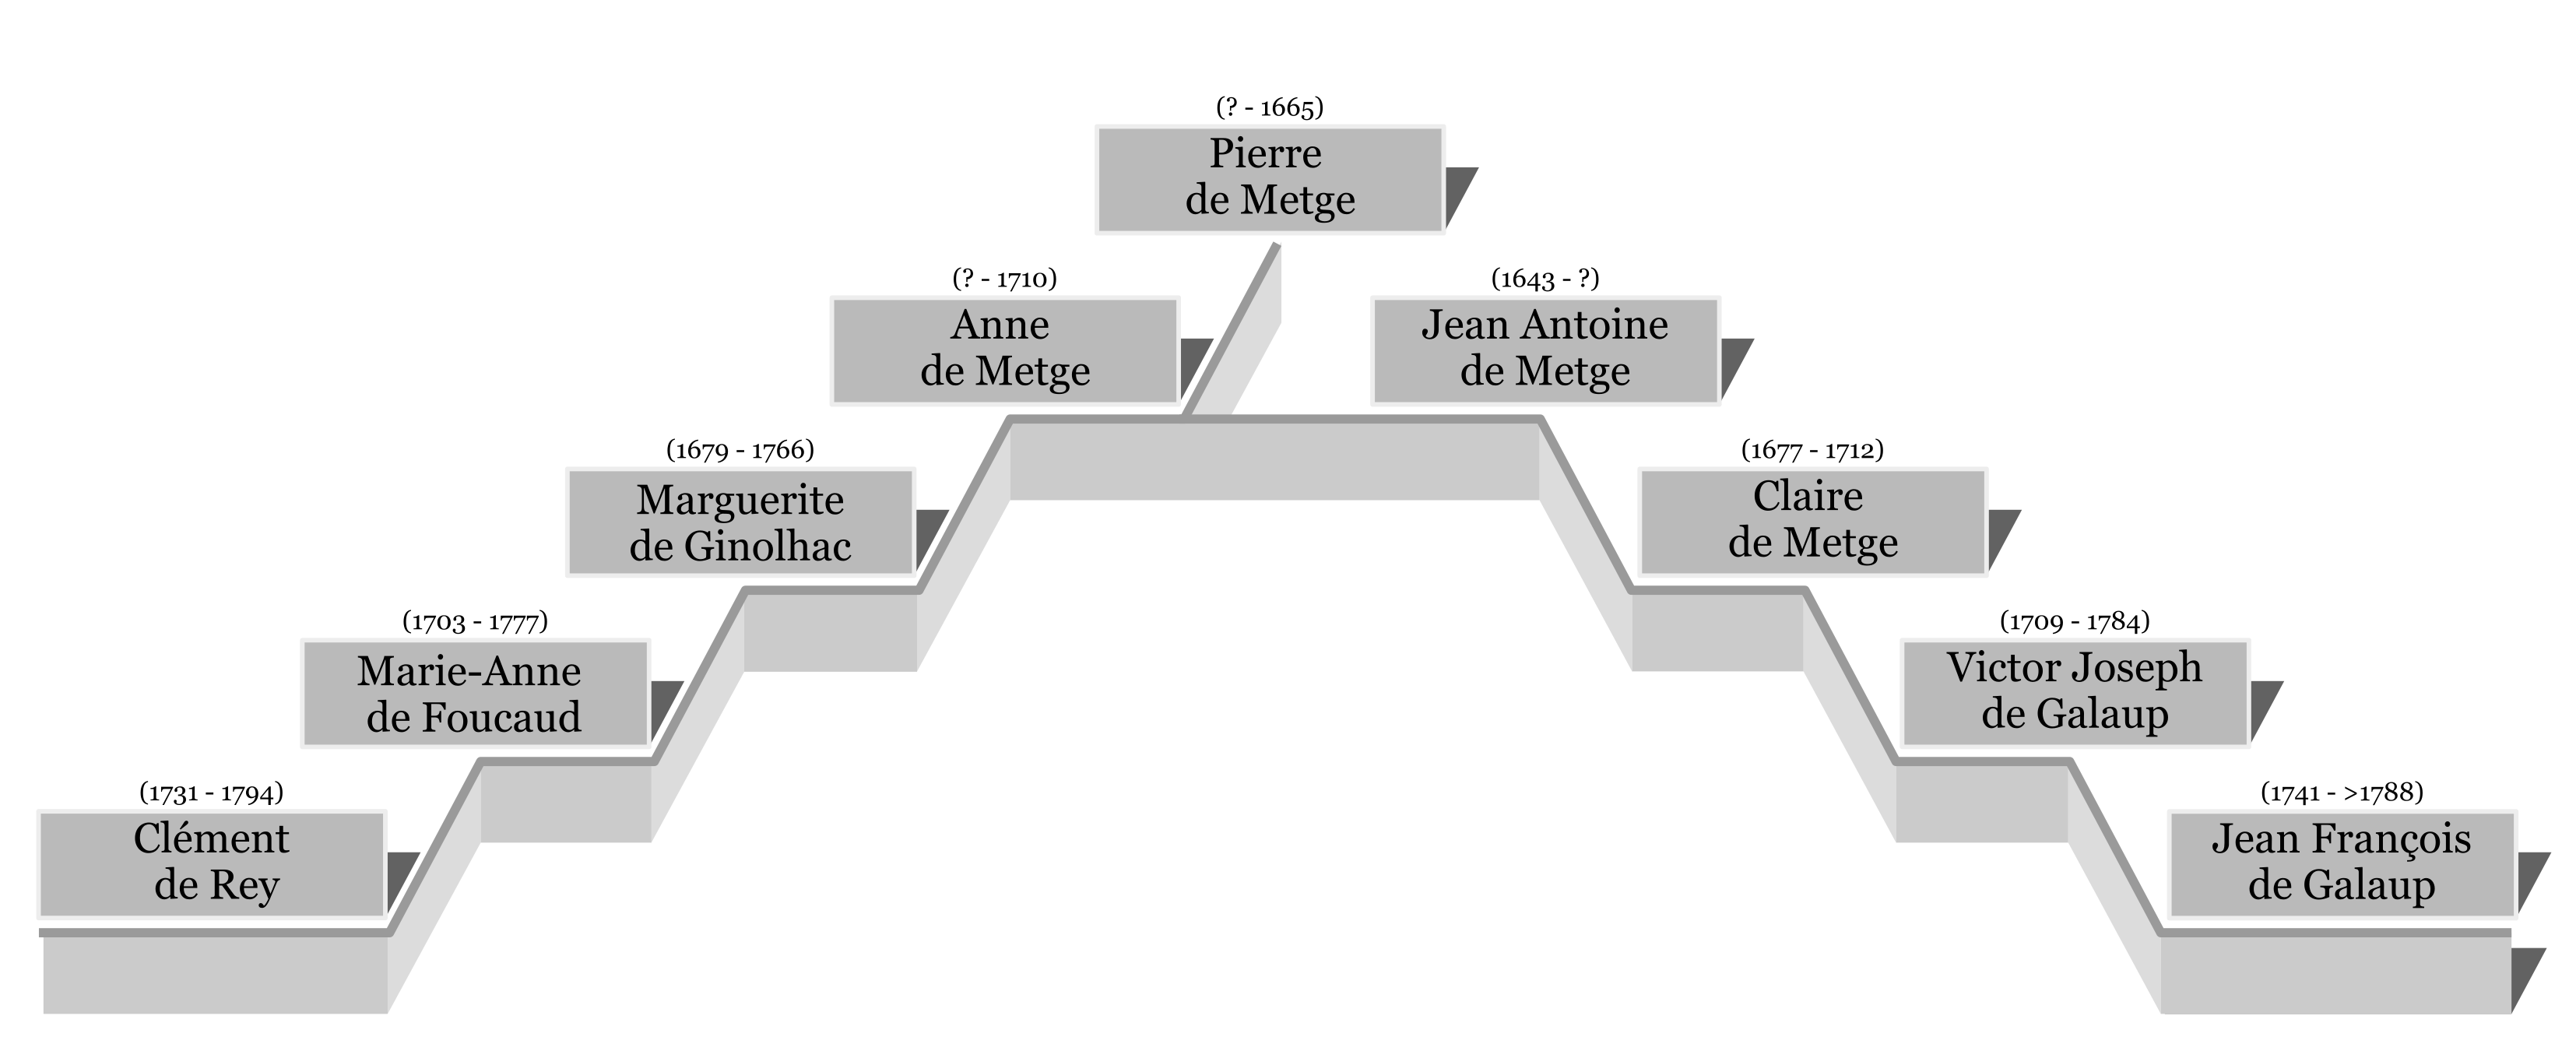 (? - 1665)
Pierre
de Metge
(? - 1710)
Anne
de Metge
(1643 - ?)
Jean Antoine
de Metge
(1679 - 1766)
Marguerite
de Ginolhac
(1677 - 1712)
Claire
de Metge
(1703 - 1777)
Marie-Anne
de Foucaud
(1709 - 1784)
Victor Joseph
de Galaup
(1731 - 1794)
Clément
de Rey
(1741 - >1788)
Jean François
de Galaup